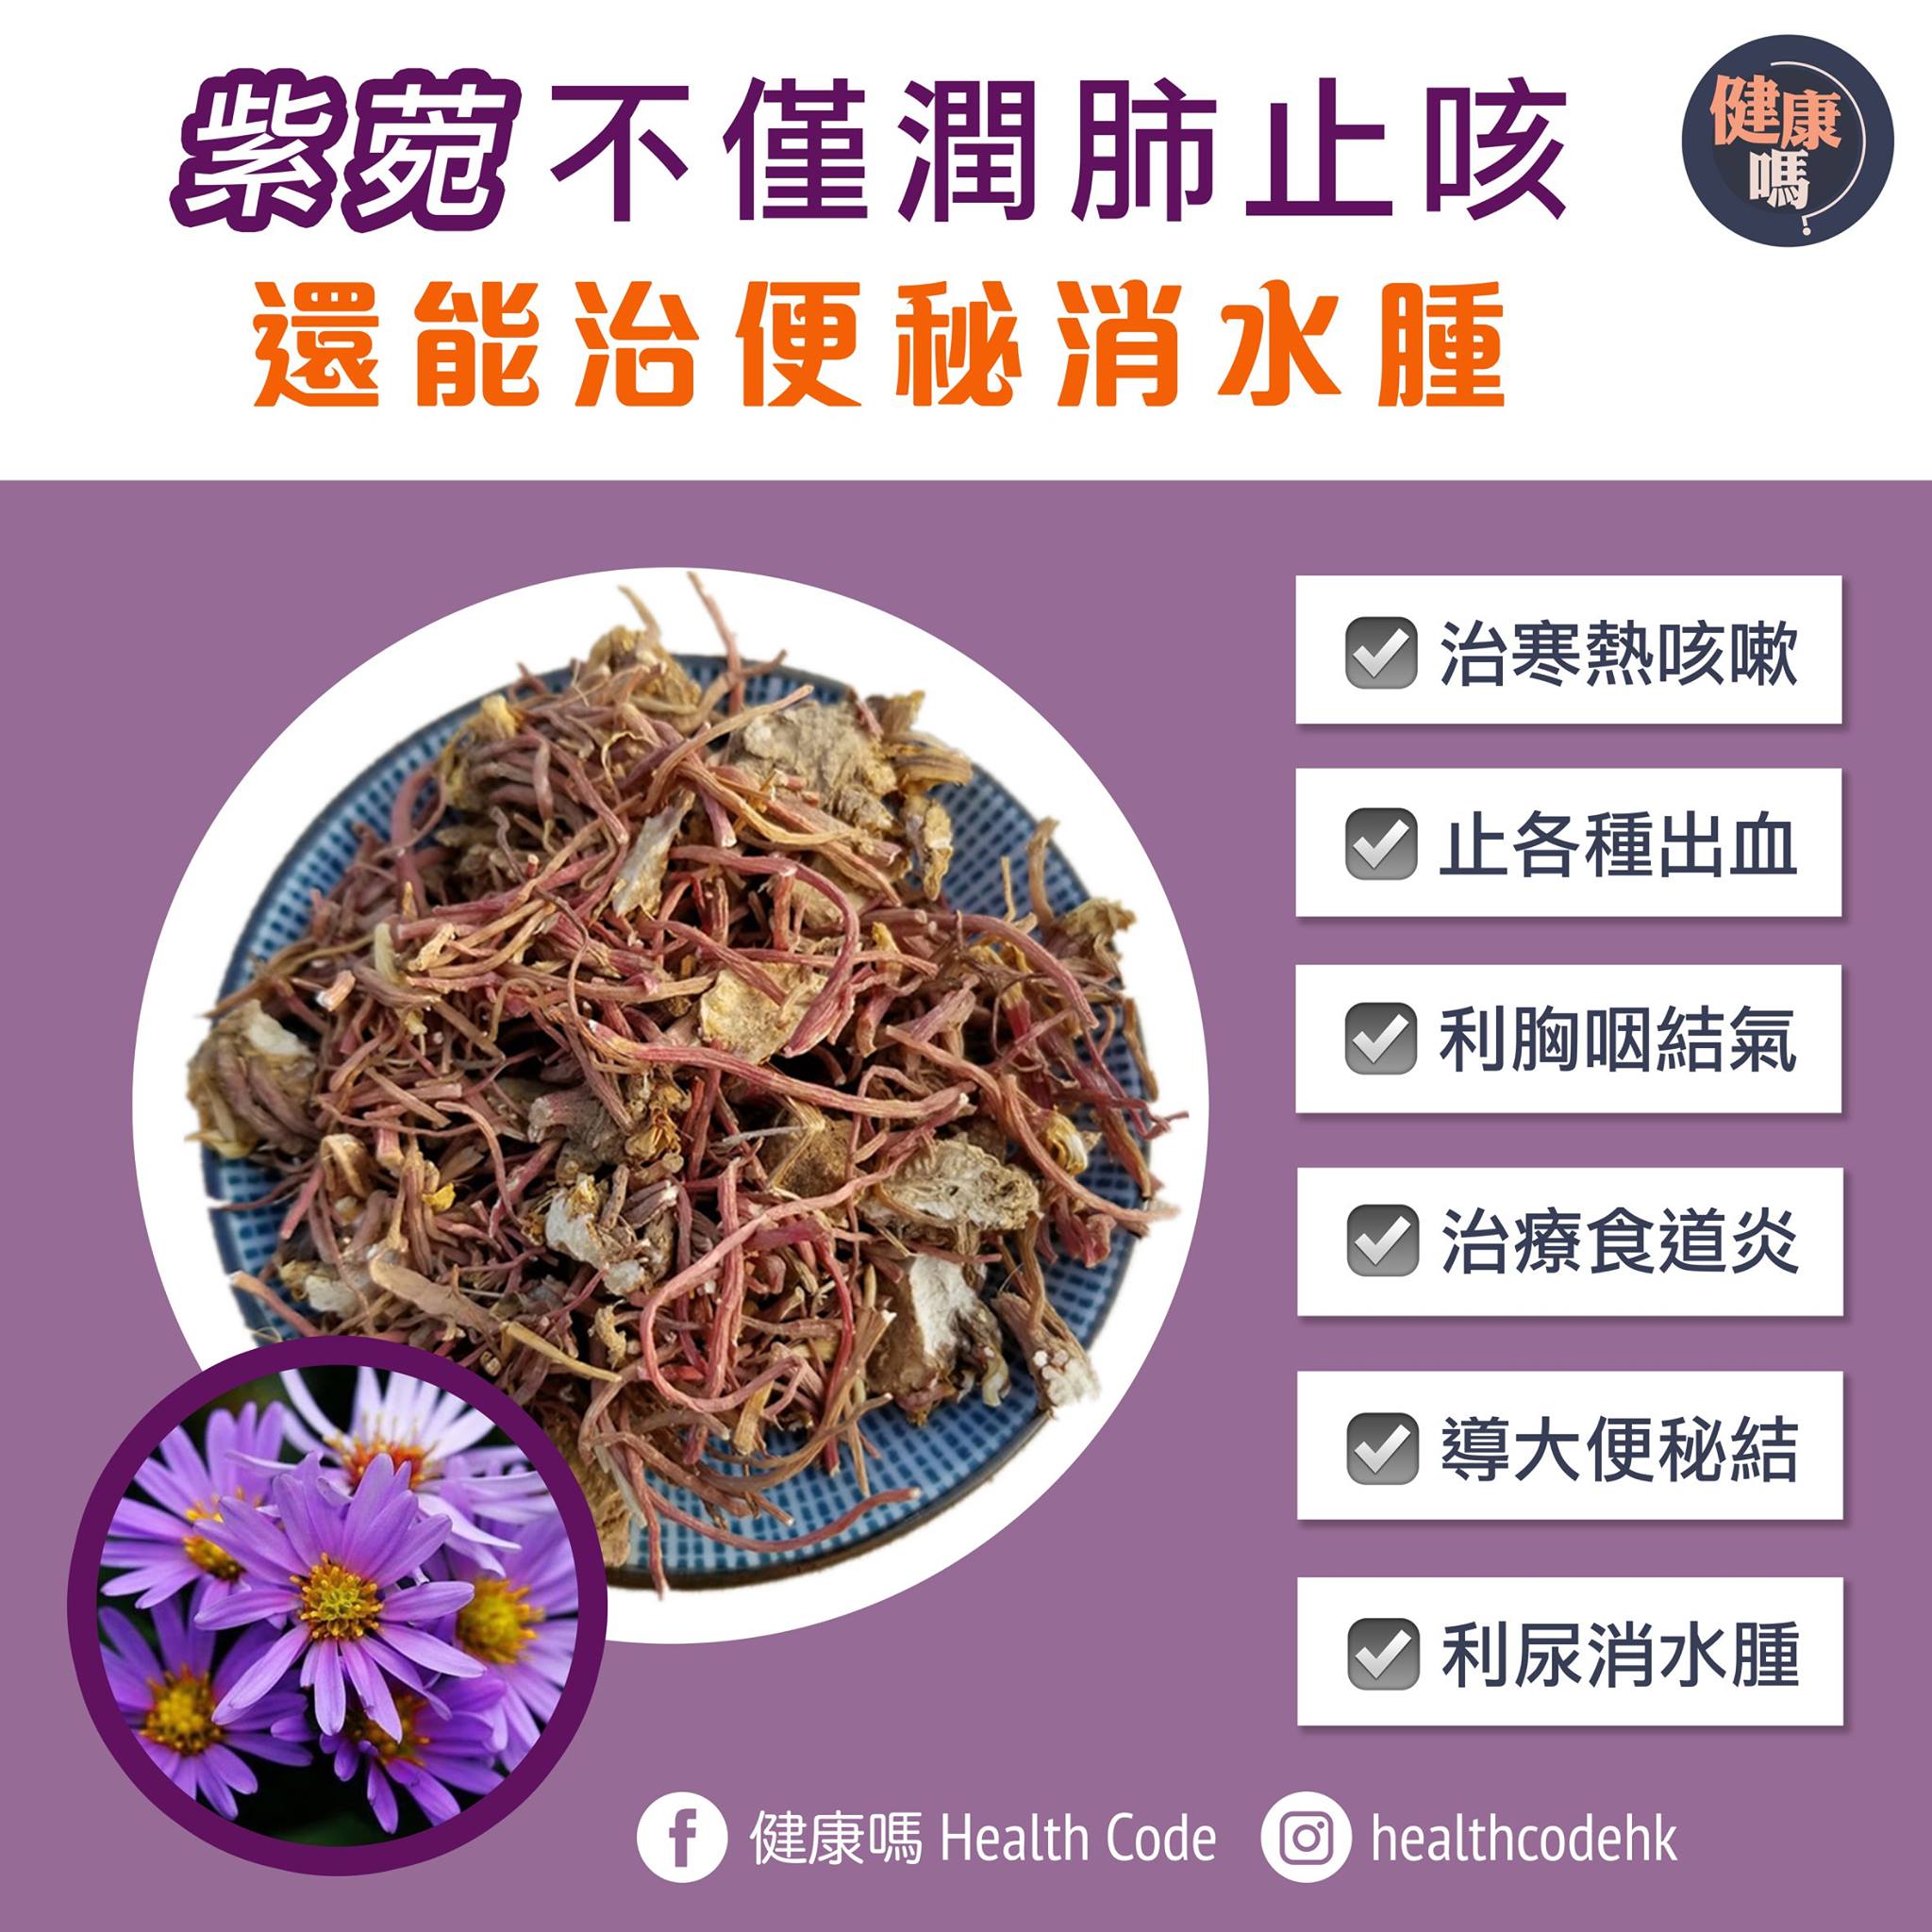 紫菀不僅潤肺止咳
健康
嗎?
還能治便秘消水腫
治寒熱咳嗽
止各種出血
利胸咽結氣
治療食道炎
導大便秘結
利尿消水腫
健康嗎 Health Code
healthcodehk